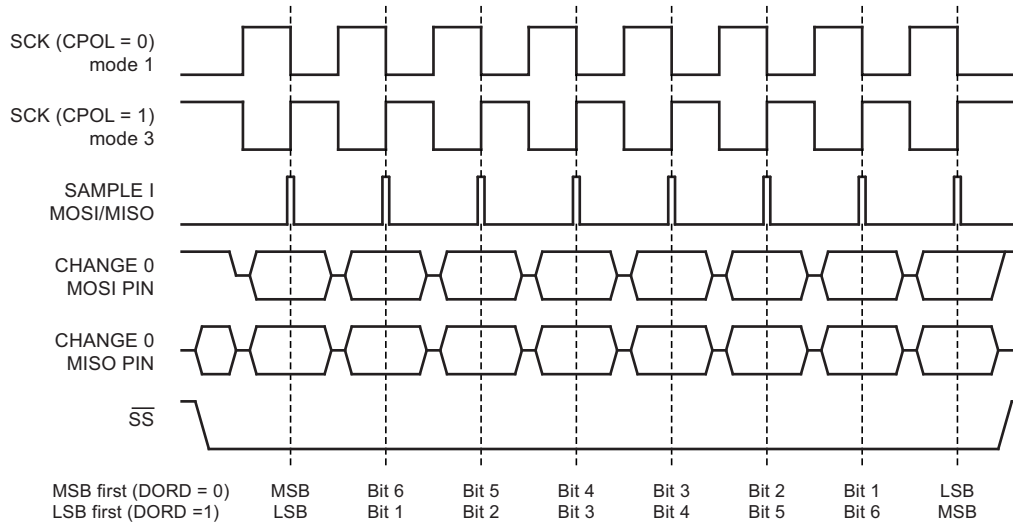 SCK (CPOL = 0)
mode 1
SCK (CPOL = 1)
mode 3
SAMPLE I
MOSI/MISO
CHANGE 0
MOSI PIN
CHANGE 0
MISO PIN
SS
MSB first (DORD = 0) MSB Bit 6 Bit 5 Bit 4 Bit 3 Bit 2 Bit 1 LSB
LSB first (DORD =1) LSB Bit 1 Bit 2 Bit 3 Bit 4 Bit 5 Bit 6 MSB